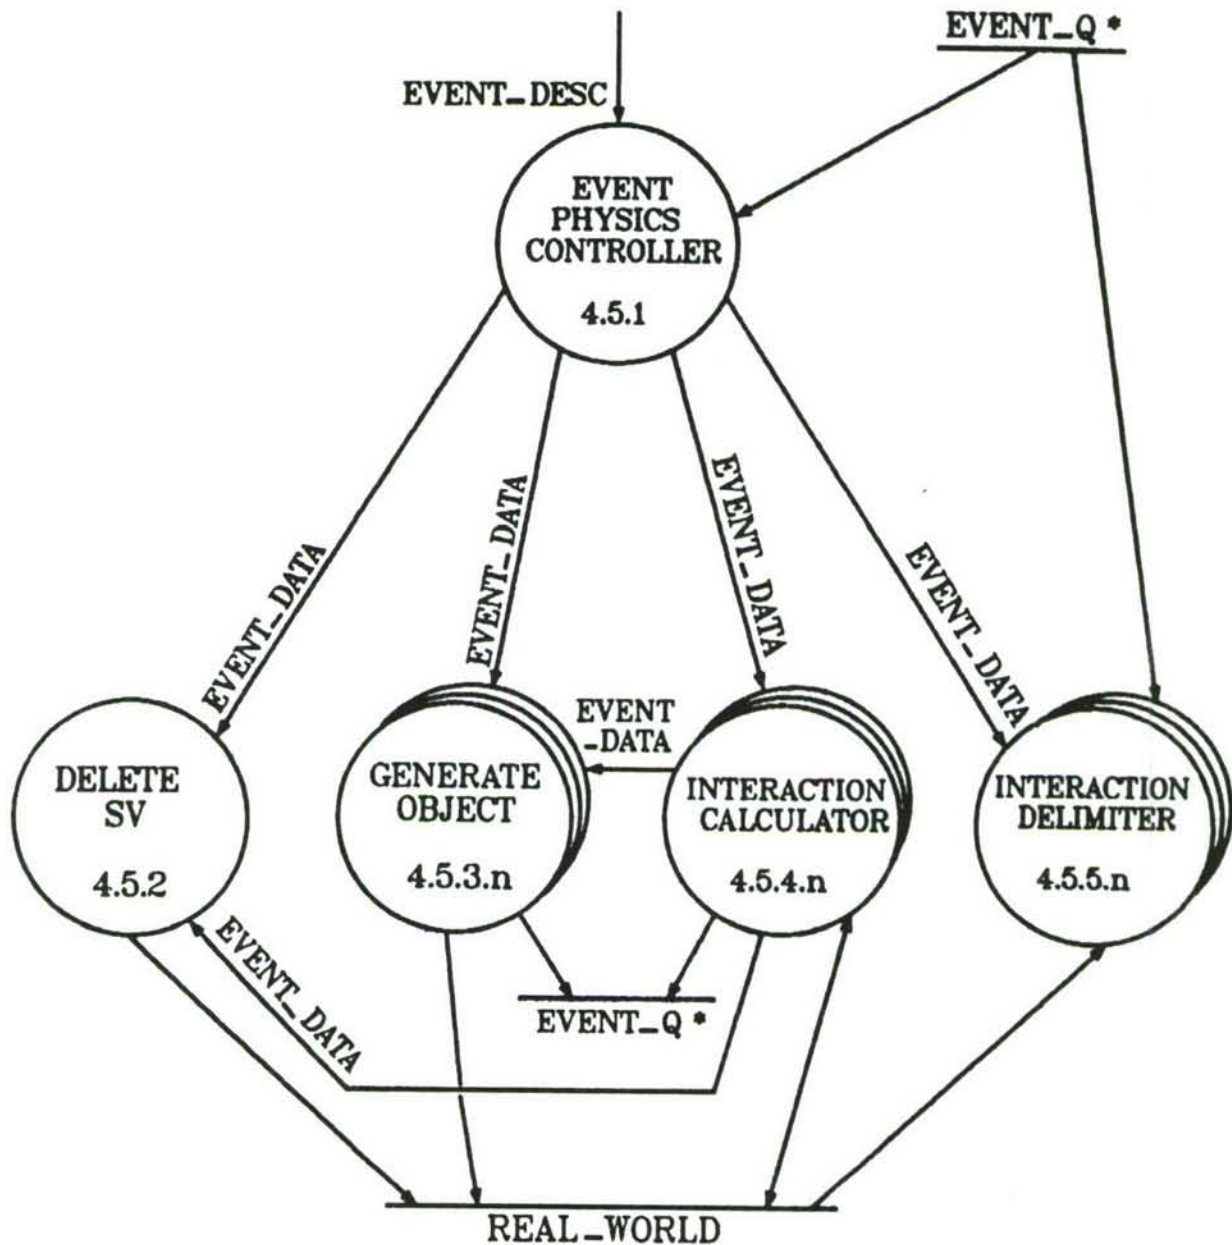 EVENT_Q *
EVENT_DESC
EVENT
PHYSICS
CONTROLLER
4.5.1
EVENT_DATA
EVENT_DATA
EVENT_DATA
EVENT_DATA
EVENT
_DATA
DELETE
SV
4.5.2
GENERATE
OBJECT
4.5.3.n
INTERACTION
CALCULATOR
4.5.4.n
INTERACTION
DELIMITER
4.5.5.n
EVENT_DATA
EVENT_Q *
REAL_WORLD